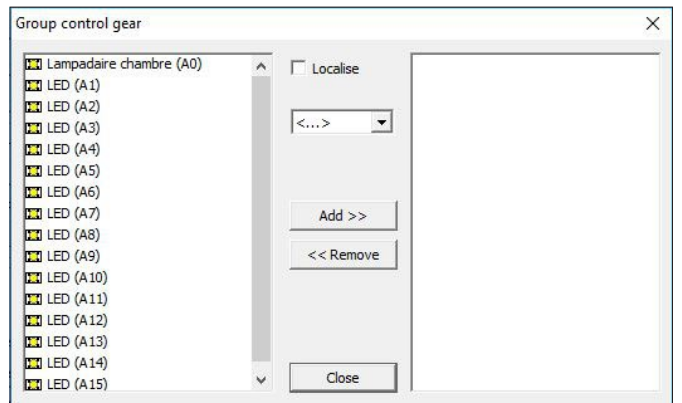 Group control gear
Lampadaire chambre (A0)
LED (A1)
LED (A2)
LED (A3)
LED (A4)
LED (A5)
LED (A6)
LED (A7)
LED (A8)
LED (A9)
LED (A10)
LED (A11)
LED (A12)
LED (A13)
LED (A14)
LED (A15)
Localise
<...>
Add >>
<< Remove
Close